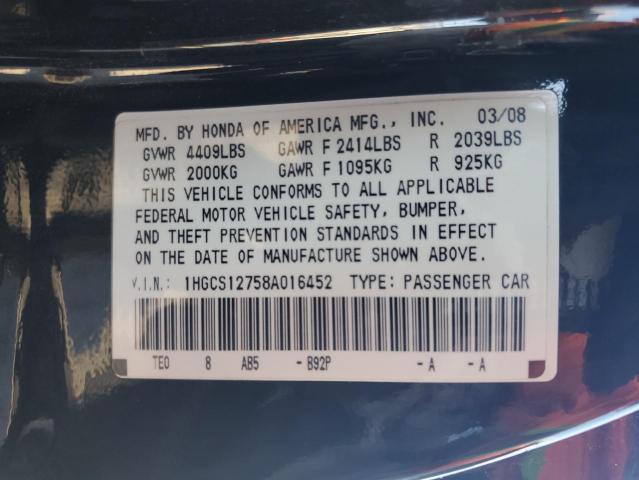 MFD. BY HONDA OF AMERICA MFG., INC. 03/08
GVWR 4409LBS GAWR F 2414LBS R 2039LBS
GVWR 2000KG GAWR F 1095KG R 925KG
THIS VEHICLE CONFORMS TO ALL APPLICABLE
FEDERAL MOTOR VEHICLE SAFETY, BUMPER,
AND THEFT PREVENTION STANDARDS IN EFFECT
ON THE DATE OF MANUFACTURE SHOWN ABOVE.
V.I.N.: 1HGCS12758A016452 TYPE: PASSENGER CAR
TE0 8 AB5 - B92P - A - A